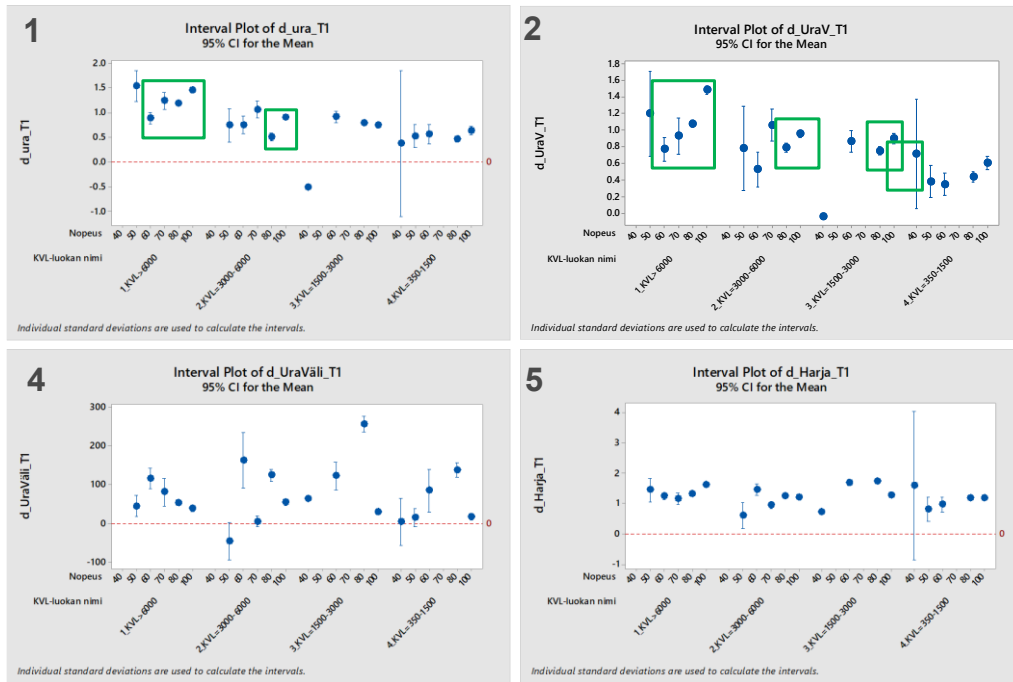 1
Interval Plot of d_ura_T1
95% CI for the Mean
d_ura_T1
2.0
1.5
1.0
0.5
0.0
-0.5
-1.0
0
Nopeus 40 50 60 70 80 100 40 50 60 70 80 100 40 50 60 70 80 100 40 50 60 70 80 100
KVL-luokan nimi 1_KVL>6000 2_KVL=3000-6000 3_KVL=1500-3000 4_KVL=350-1500
Individual standard deviations are used to calculate the intervals.
2
Interval Plot of d_UraV_T1
95% CI for the Mean
d_UraV_T1
1.8
1.6
1.4
1.2
1.0
0.8
0.6
0.4
0.2
0.0
Nopeus 40 50 60 70 80 100 40 50 60 70 80 100 40 50 60 70 80 100 40 50 60 70 80 100
KVL-luokan nimi 1_KVL>6000 2_KVL=3000-6000 3_KVL=1500-3000 4_KVL=350-1500
Individual standard deviations are used to calculate the intervals.
4
Interval Plot of d_UraVäli_T1
95% CI for the Mean
d_UraVäli_T1
300
200
100
0
-100
0
Nopeus 40 50 60 70 80 100 40 50 60 70 80 100 40 50 60 70 80 100 40 50 60 70 80 100
KVL-luokan nimi 1_KVL>6000 2_KVL=3000-6000 3_KVL=1500-3000 4_KVL=350-1500
Individual standard deviations are used to calculate the intervals.
5
Interval Plot of d_Harja_T1
95% CI for the Mean
d_Harja_T1
4
3
2
1
0
-1
0
Nopeus 40 50 60 70 80 100 40 50 60 70 80 100 40 50 60 70 80 100 40 50 60 70 80 100
KVL-luokan nimi 1_KVL>6000 2_KVL=3000-6000 3_KVL=1500-3000 4_KVL=350-1500
Individual standard deviations are used to calculate the intervals.